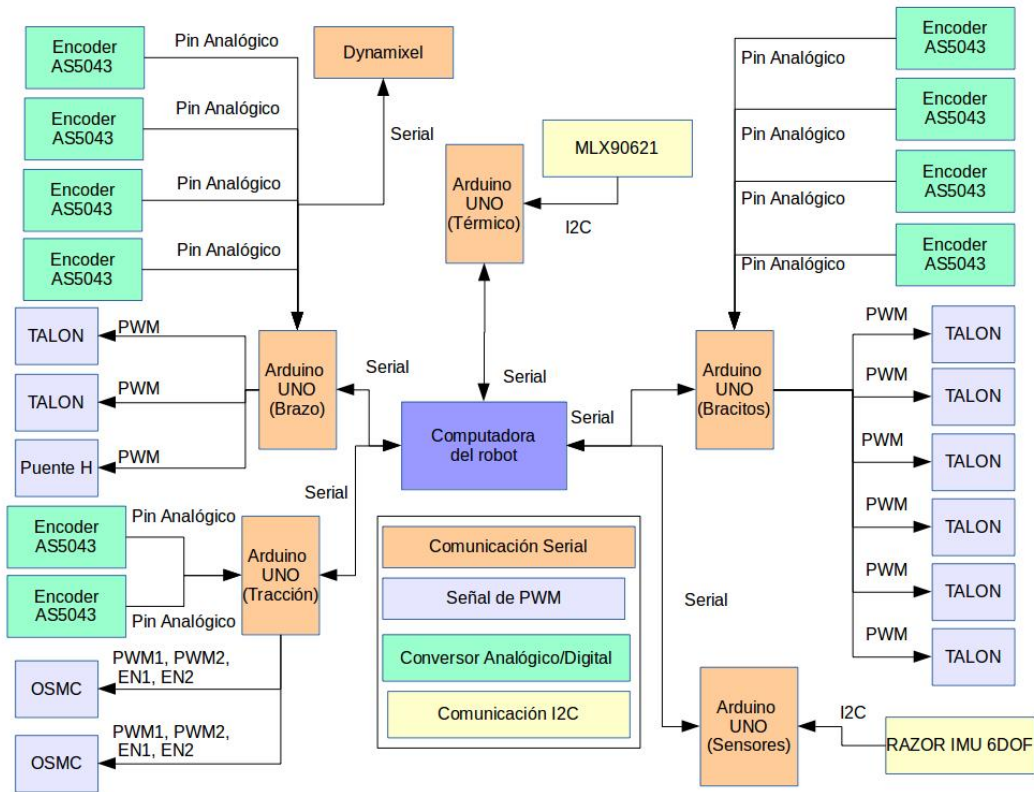 Encoder
AS5043
Pin Analógico
Encoder
AS5043
Pin Analógico
Encoder
AS5043
Pin Analógico
Encoder
AS5043
Pin Analógico
Dynamixel
Serial
MLX90621
I2C
Arduino
UNO
(Térmico)
Serial
Encoder
AS5043
Pin Analógico
Encoder
AS5043
Pin Analógico
Encoder
AS5043
Pin Analógico
Encoder
AS5043
Pin Analógico
TALON
PWM
TALON
PWM
Puente H
PWM
Arduino
UNO
(Brazo)
Serial
Computadora
del robot
Serial
Arduino
UNO
(Bracitos)
PWM
TALON
PWM
TALON
PWM
TALON
PWM
TALON
PWM
TALON
PWM
TALON
Encoder
AS5043
Pin Analógico
Encoder
AS5043
Pin Analógico
Arduino
UNO
(Tracción)
Serial
OSMC
PWM1, PWM2,
EN1, EN2
OSMC
PWM1, PWM2,
EN1, EN2
Comunicación Serial
Señal de PWM
Conversor Analógico/Digital
Comunicación I2C
Serial
Arduino
UNO
(Sensores)
I2C
RAZOR IMU 6DOF